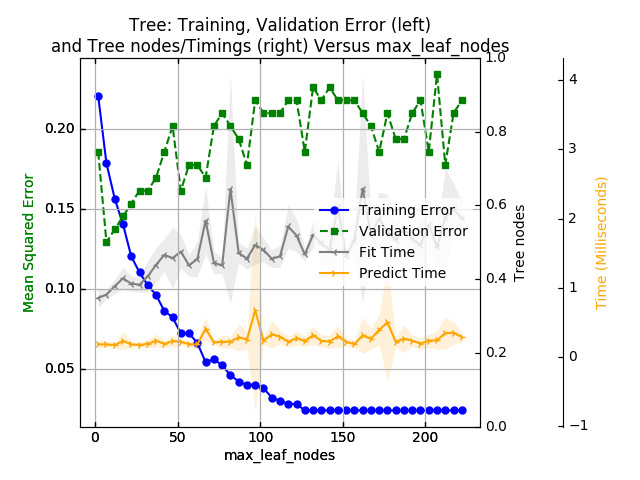 Tree: Training, Validation Error (left)
and Tree nodes/Timings (right) Versus max_leaf_nodes
Mean Squared Error
0.20
0.15
0.10
0.05
0
50
100
150
200
max_leaf_nodes
Training Error
Validation Error
Fit Time
Predict Time
1.0
0.8
0.6
0.4
0.2
0.0
Tree nodes
4
3
2
1
0
−1
Time (Milliseconds)